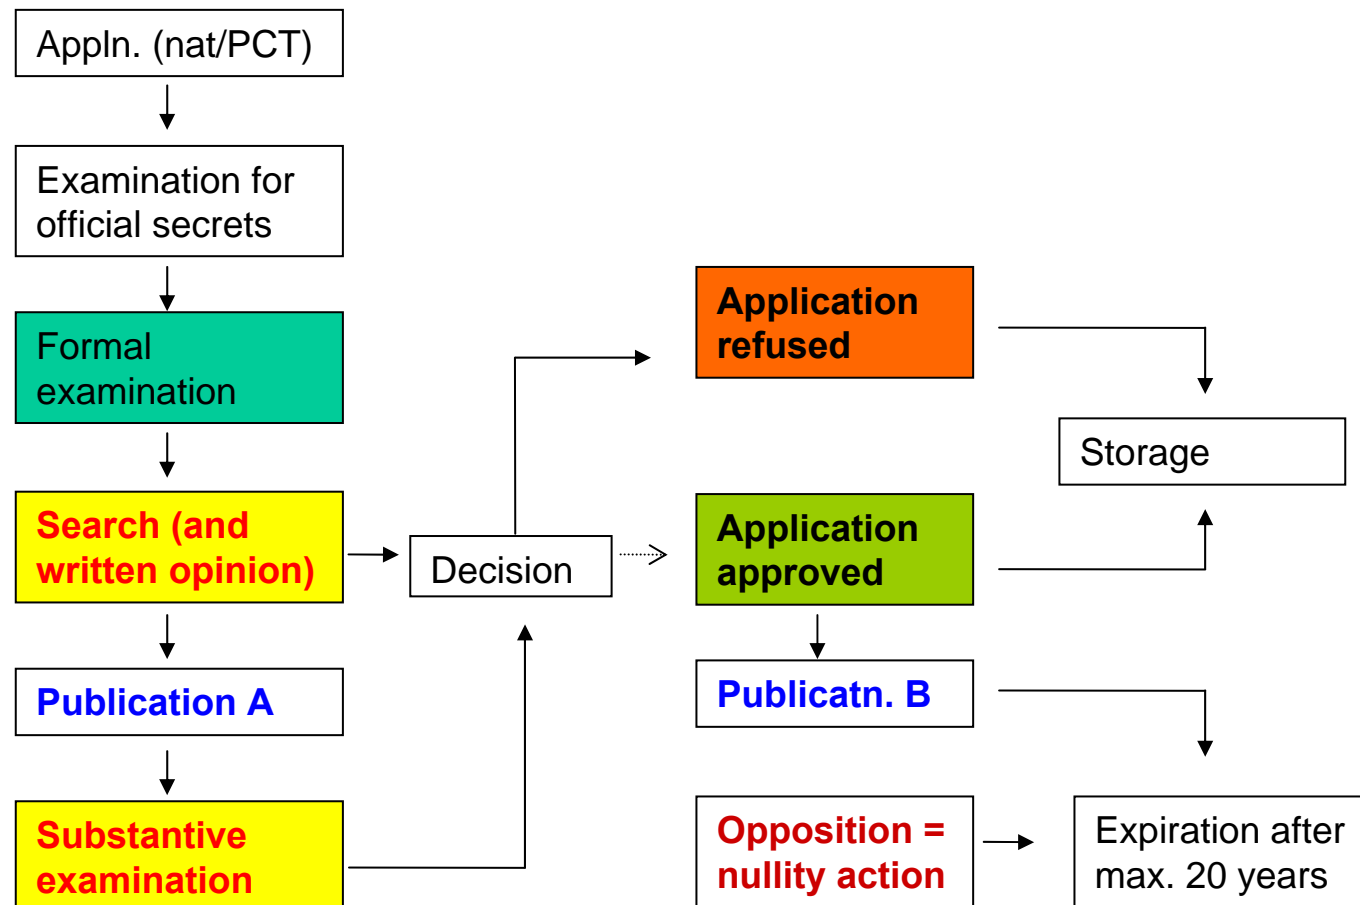 Appln. (nat/PCT)
Examination for
official secrets
Formal
examination
Search (and
written opinion)
Publication A
Substantive
examination
Decision
Application
refused
Application
approved
Publicatn. B
Opposition =
nullity action
Storage
Expiration after
max. 20 years